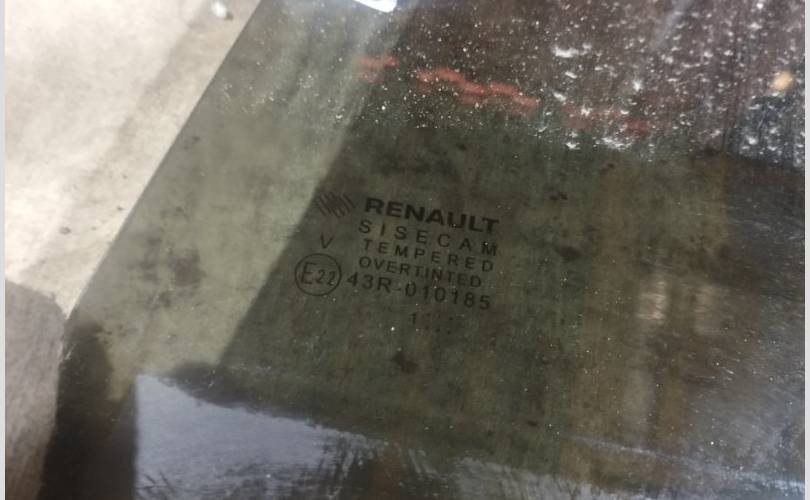 RENAULT
SISECAM
TEMPERED
V
OVERTINTED
E22 43R-010185